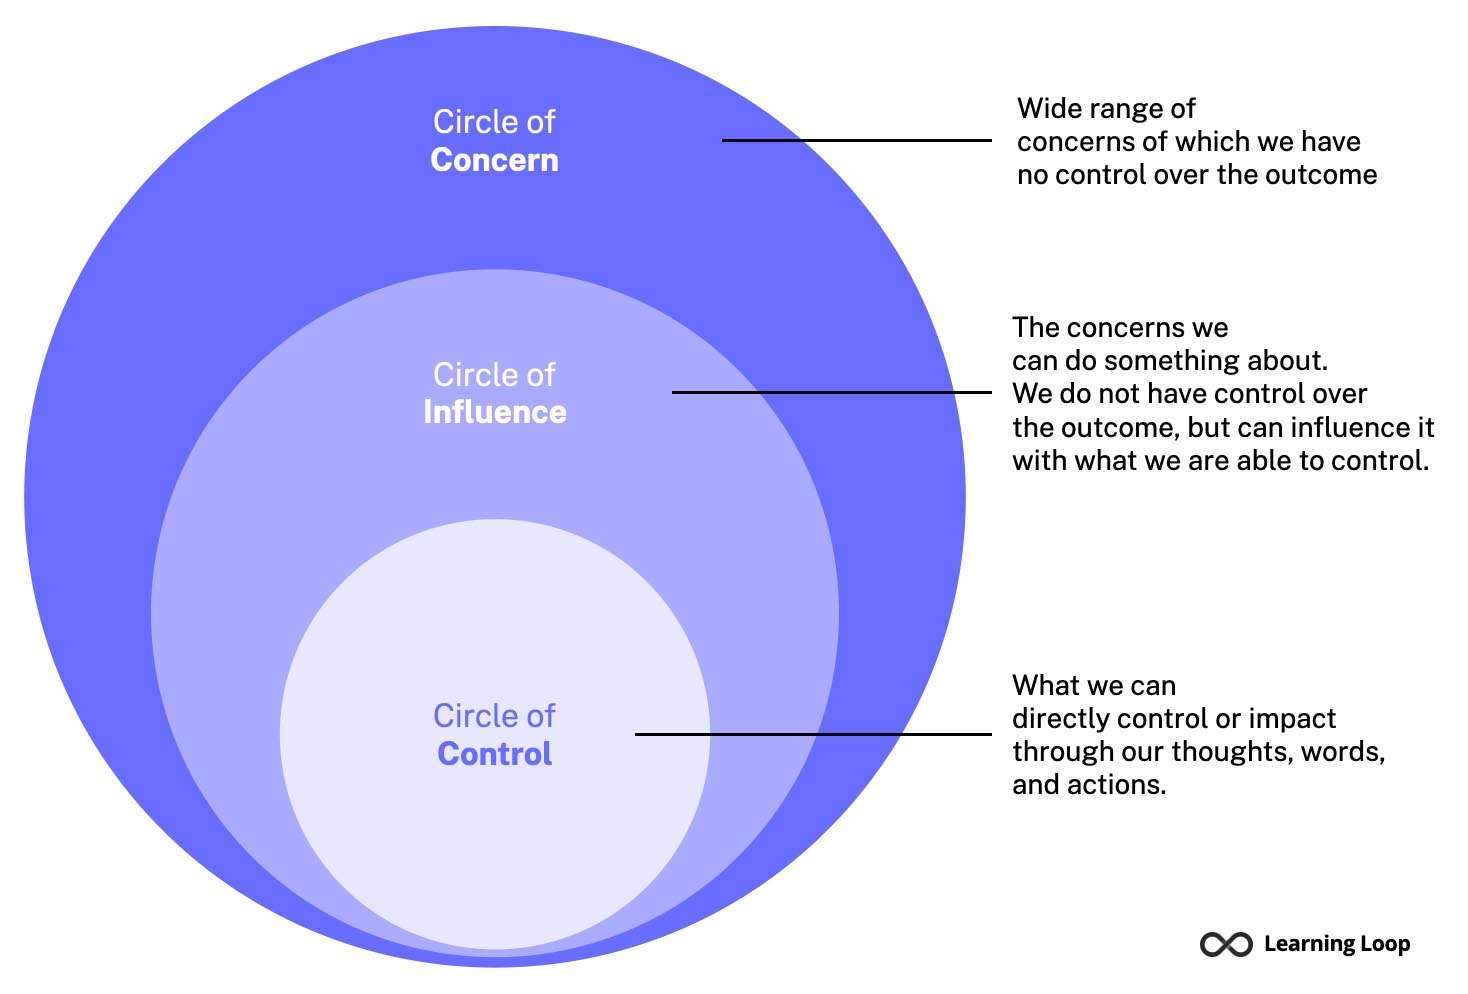 Circle of
Concern
Wide range of
concerns of which we have
no control over the outcome
Circle of
Influence
The concerns we
can do something about.
We do not have control over
the outcome, but can influence it
with what we are able to control.
Circle of
Control
What we can
directly control or impact
through our thoughts, words,
and actions.
Learning Loop